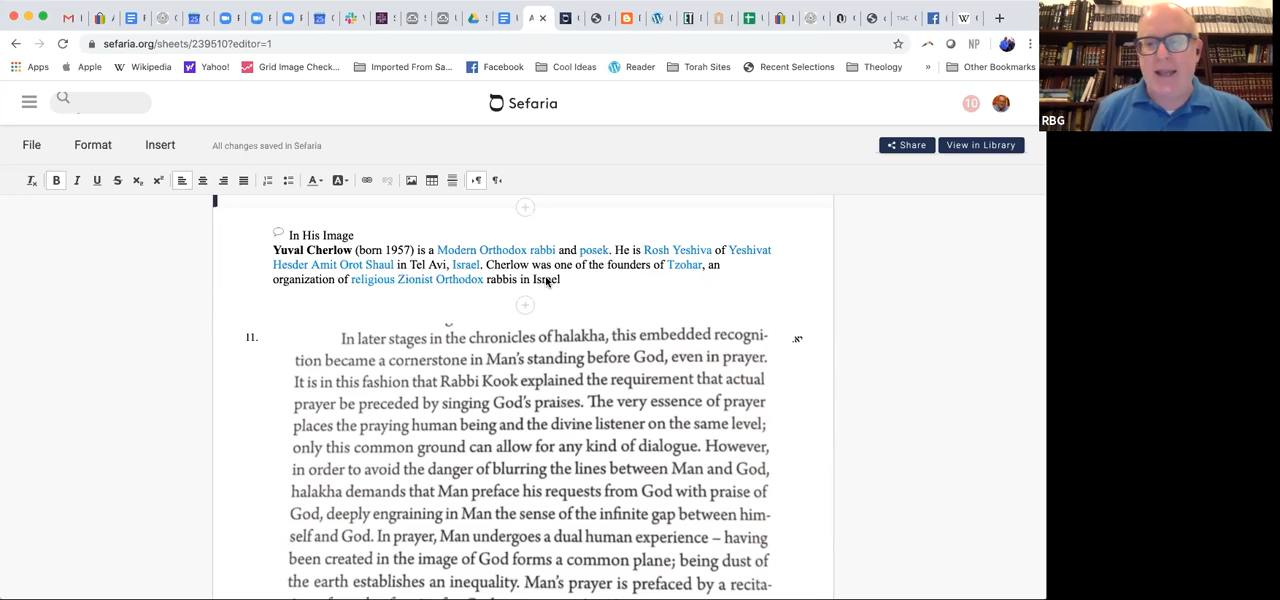 sefaria.org/sheets/239510?editor=1
NP
Apps Apple Wikipedia Yahoo! Grid Image Check... Imported From Sa... Facebook Cool Ideas Reader Torah Sites Recent Selections Theology » Other Bookmarks
Sefaria
10
RBG
File Format Insert All changes saved in Sefaria Share View in Library
In His Image
Yuval Cherlow (born 1957) is a Modern Orthodox rabbi and posek. He is Rosh Yeshiva of Yeshivat
Hesder Amit Orot Shaul in Tel Avi, Israel. Cherlow was one of the founders of Tzohar, an
organization of religious Zionist Orthodox rabbis in Israel
11. In later stages in the chronicles of halakha, this embedded recogni- יא.
tion became a cornerstone in Man's standing before God, even in prayer.
It is in this fashion that Rabbi Kook explained the requirement that actual
prayer be preceded by singing God's praises. The very essence of prayer
places the praying human being and the divine listener on the same level;
only this common ground can allow for any kind of dialogue. However,
in order to avoid the danger of blurring the lines between Man and God,
halakha demands that Man preface his requests from God with praise of
God, deeply engraining in Man the sense of the infinite gap between him-
self and God. In prayer, Man undergoes a dual human experience – having
been created in the image of God forms a common plane; being dust of
the earth establishes an inequality. Man's prayer is prefaced by a recita-